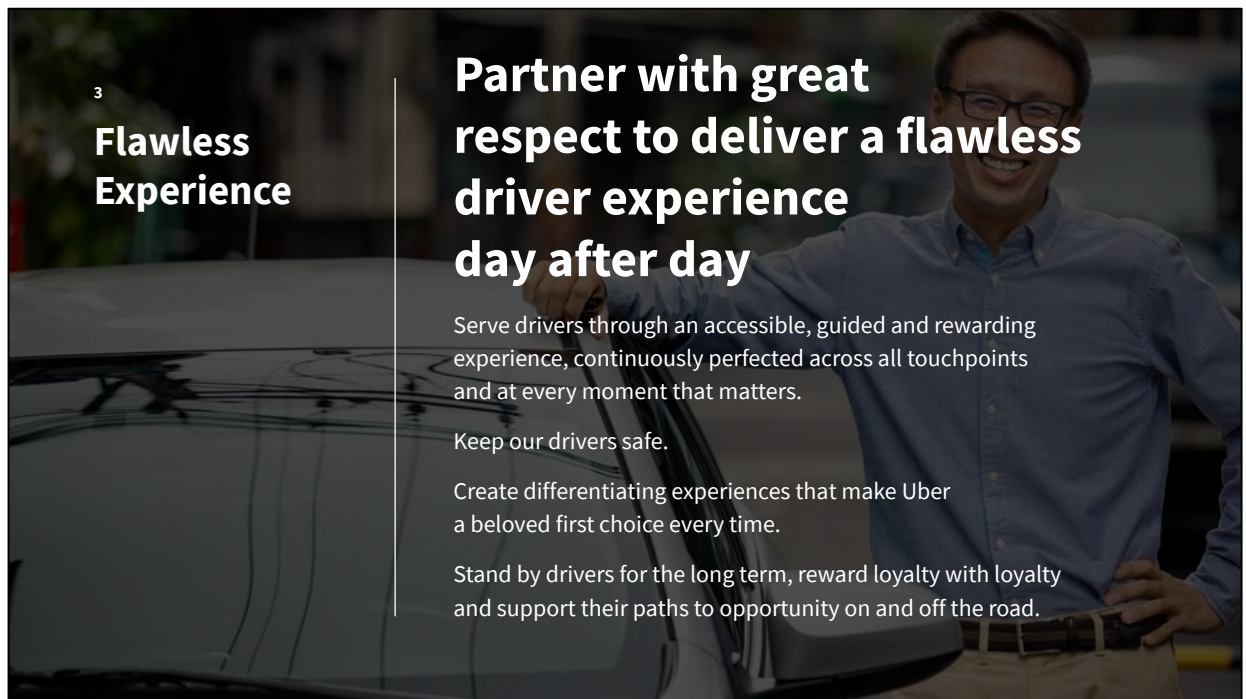 3
Flawless
Experience
Partner with great
respect to deliver a flawless
driver experience
day after day
Serve drivers through an accessible, guided and rewarding
experience, continuously perfected across all touchpoints
and at every moment that matters.
Keep our drivers safe.
Create differentiating experiences that make Uber
a beloved first choice every time.
Stand by drivers for the long term, reward loyalty with loyalty
and support their paths to opportunity on and off the road.